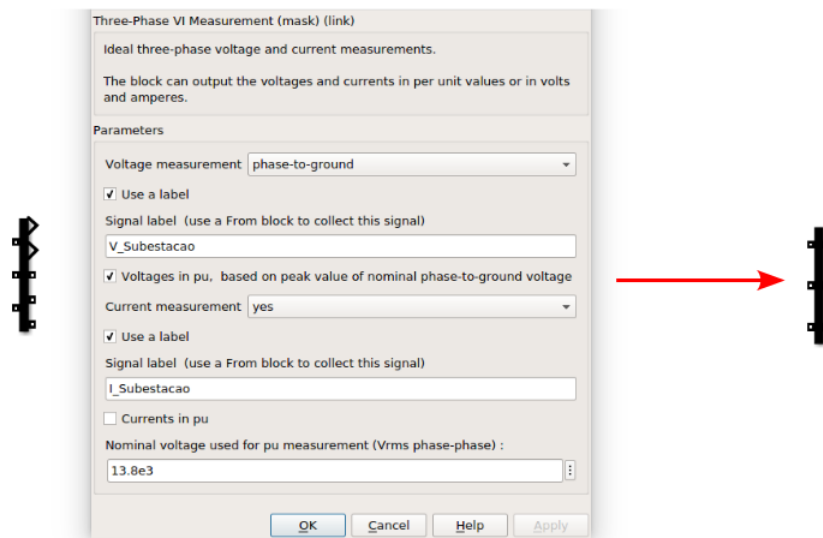 Three-Phase VI Measurement (mask) (link)
Ideal three-phase voltage and current measurements.
The block can output the voltages and currents in per unit values or in volts
and amperes.
Parameters
Voltage measurement phase-to-ground
Use a label
Signal label (use a From block to collect this signal)
V_Subestacao
Voltages in pu, based on peak value of nominal phase-to-ground voltage
Current measurement yes
Use a label
Signal label (use a From block to collect this signal)
I_Subestacao
Currents in pu
Nominal voltage used for pu measurement (Vrms phase-phase) :
13.8e3
OK Cancel Help Apply